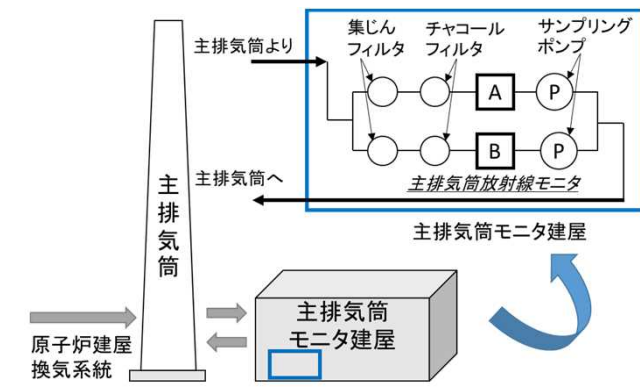 集じん
フィルタ
チャコール
フィルタ
サンプリング
ポンプ
主排気筒より
A
P
B
P
主排気筒放射線モニタ
主排気筒へ
主排気筒モニタ建屋
主排気筒
主排気筒
モニタ建屋
原子炉建屋
換気系統